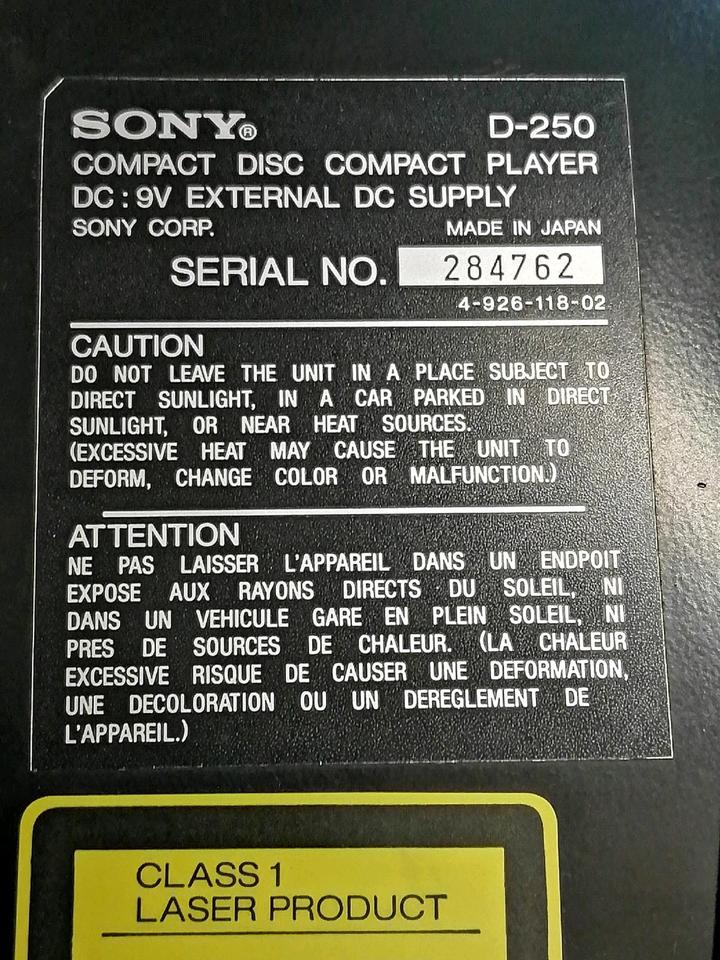 SONY® D-250
COMPACT DISC COMPACT PLAYER
DC : 9V EXTERNAL DC SUPPLY
SONY CORP. MADE IN JAPAN
SERIAL NO. 284762
4-926-118-02
CAUTION
DO NOT LEAVE THE UNIT IN A PLACE SUBJECT TO
DIRECT SUNLIGHT, IN A CAR PARKED IN DIRECT
SUNLIGHT, OR NEAR HEAT SOURCES.
(EXCESSIVE HEAT MAY CAUSE THE UNIT TO
DEFORM, CHANGE COLOR OR MALFUNCTION.)
ATTENTION
NE PAS LAISSER L'APPAREIL DANS UN ENDPOIT
EXPOSE AUX RAYONS DIRECTS DU SOLEIL, NI
DANS UN VEHICULE GARE EN PLEIN SOLEIL, NI
PRES DE SOURCES DE CHALEUR. (LA CHALEUR
EXCESSIVE RISQUE DE CAUSER UNE DEFORMATION,
UNE DECOLORATION OU UN DEREGLEMENT DE
L'APPAREIL.)
CLASS 1
LASER PRODUCT